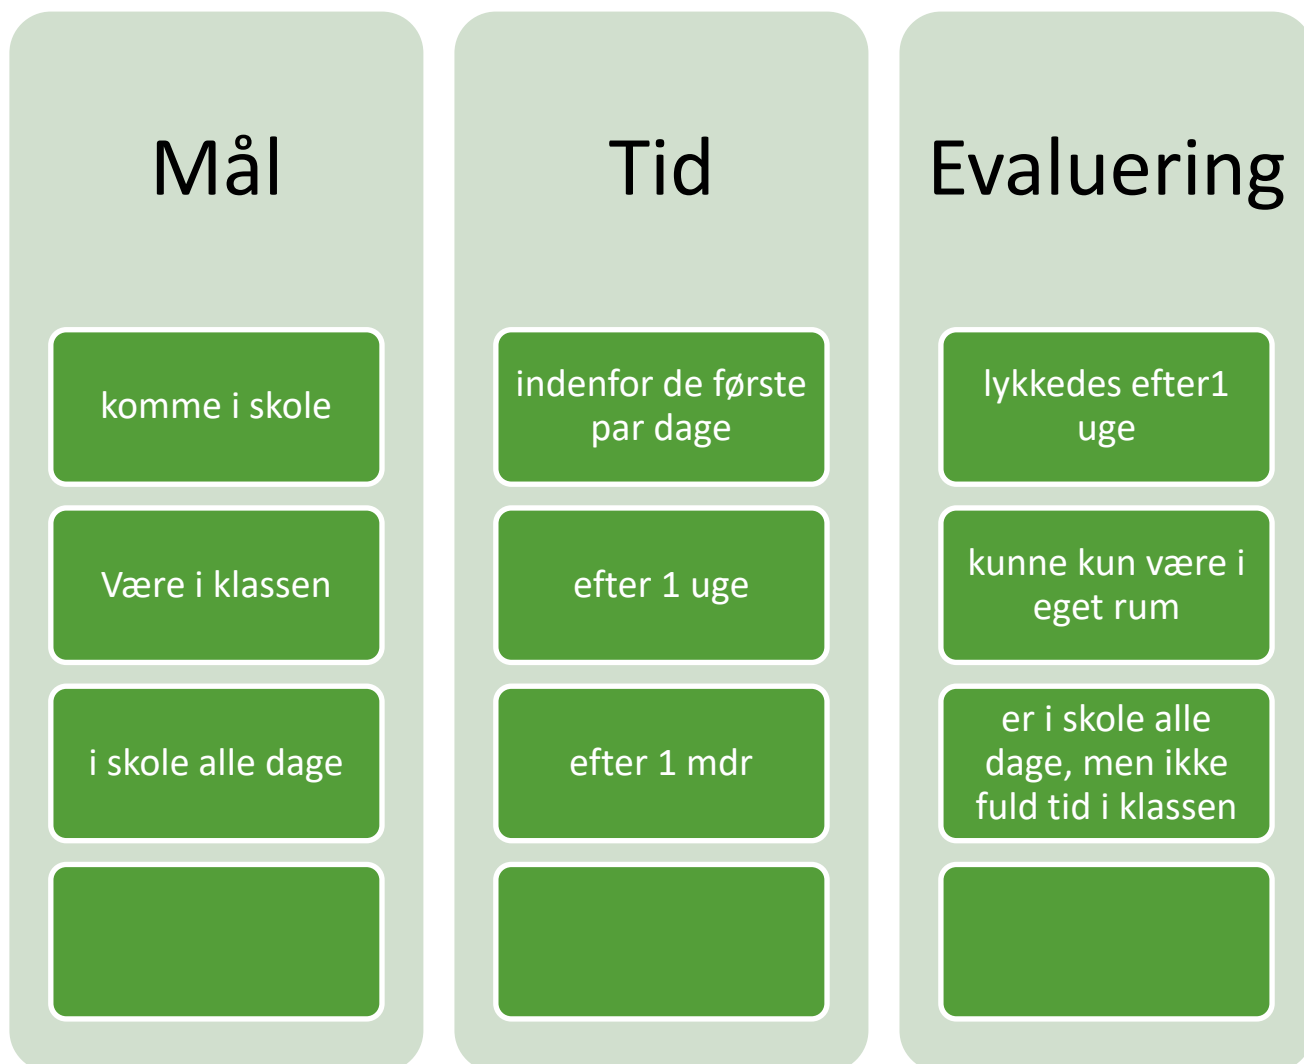 Mål
komme i skole
Være i klassen
i skole alle dage
Tid
indenfor de første
par dage
efter 1 uge
efter 1 mdr
Evaluering
lykkedes efter1
uge
kunne kun være i
eget rum
er i skole alle
dage, men ikke
fuld tid i klassen